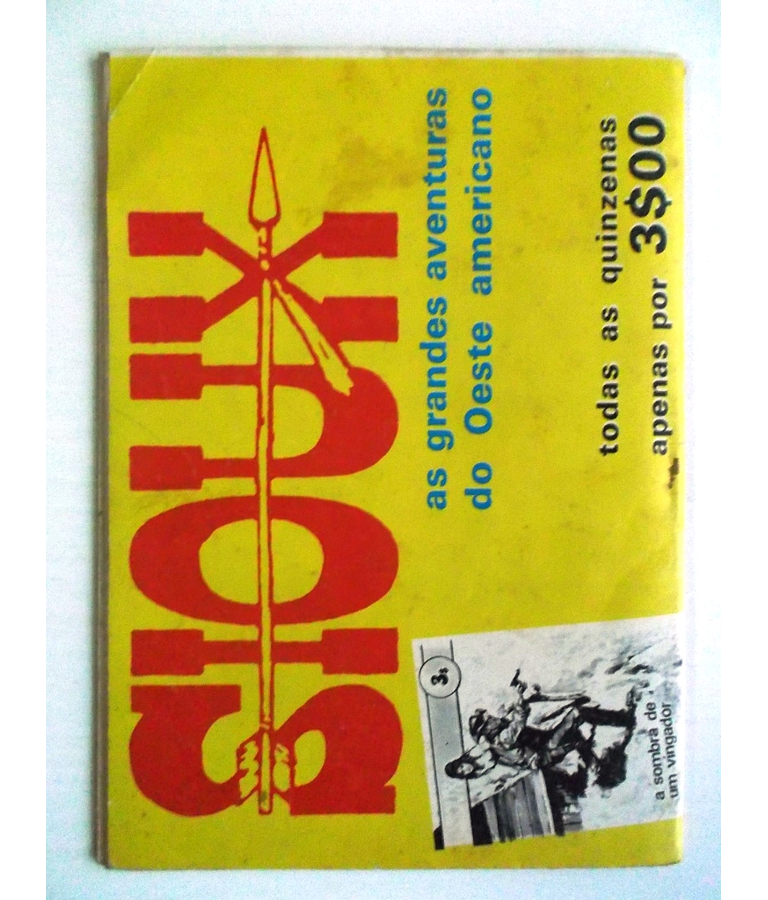 SIOUX
as grandes aventuras
do Oeste americano
todas as quinzenas
apenas por 3$00
3$
a sombra de
um vingador